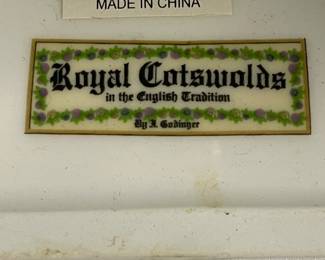 MADE IN CHINA
Royal Cotswolds
in the English Tradition
By J. Godinger